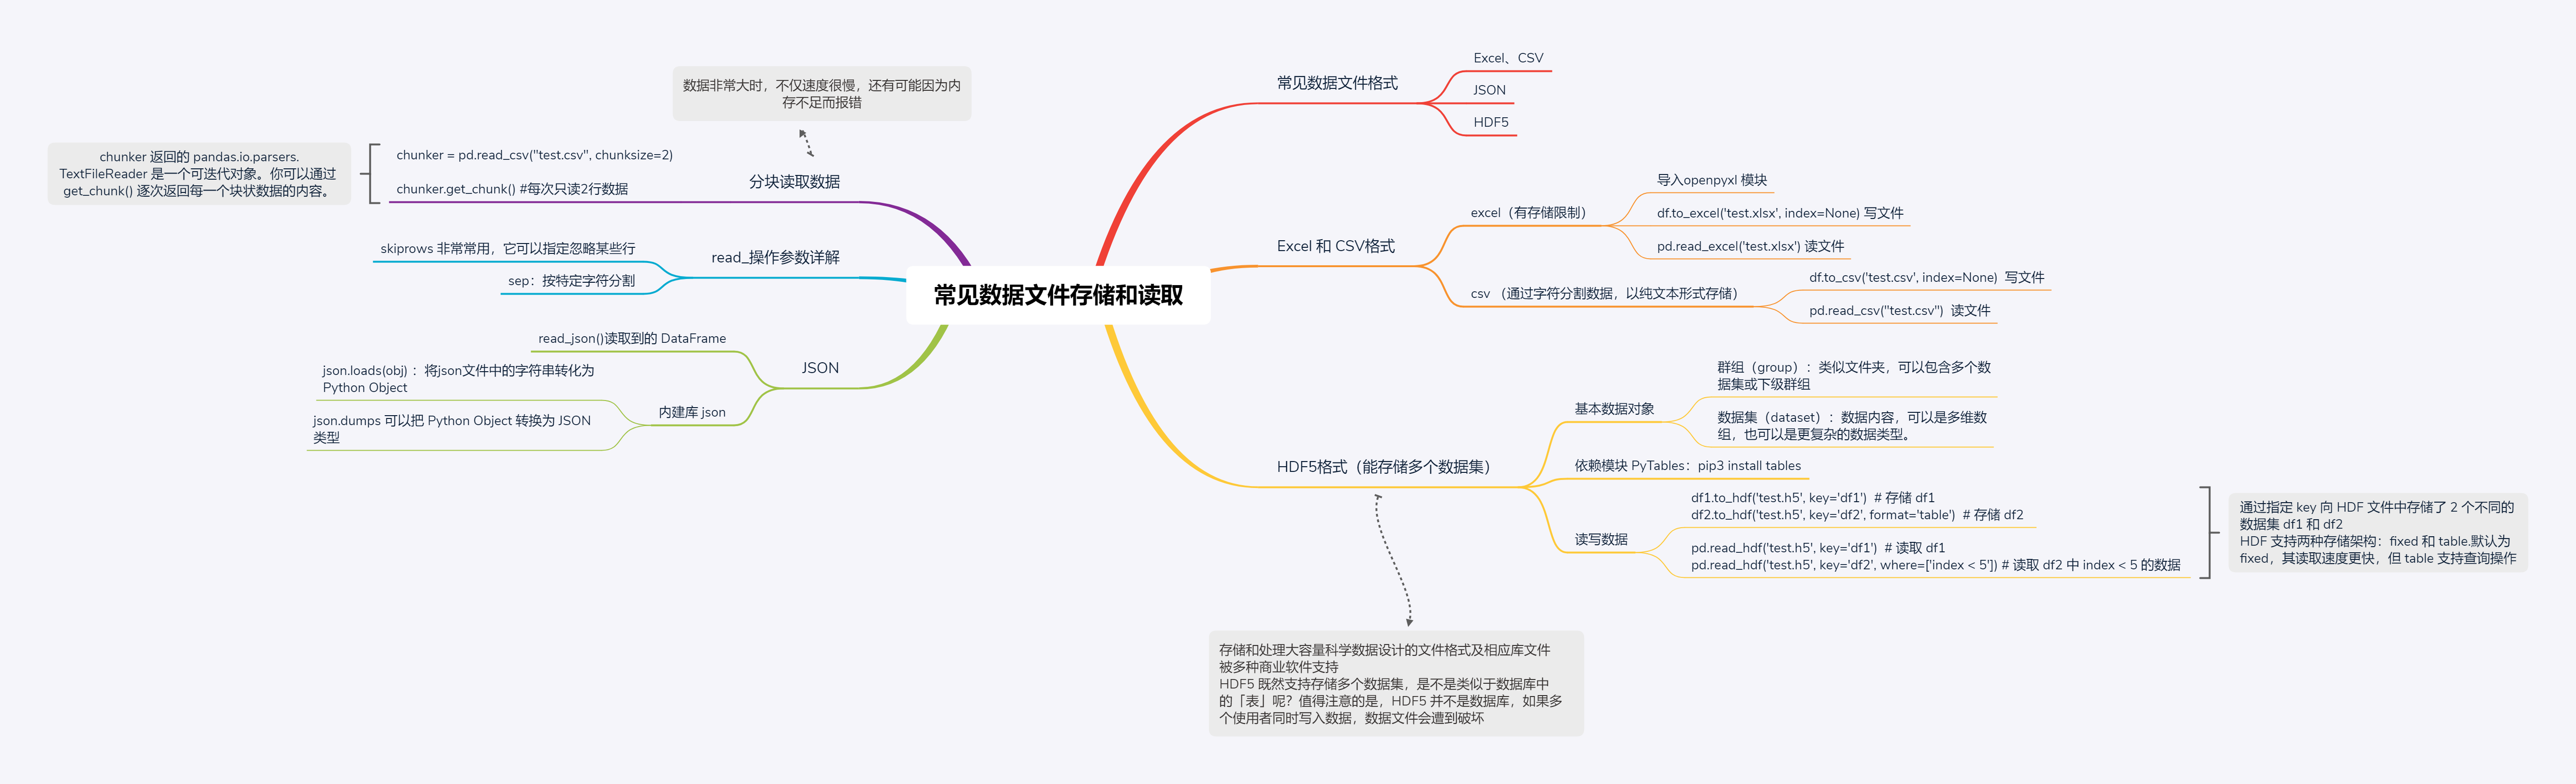 常见数据文件存储和读取
常见数据文件格式
Excel、CSV
JSON
HDF5
Excel 和 CSV格式
excel（有存储限制）
导入openpyxl 模块
df.to_excel('test.xlsx', index=None) 写文件
pd.read_excel('test.xlsx') 读文件
csv （通过字符分割数据，以纯文本形式存储）
df.to_csv('test.csv', index=None)  写文件
pd.read_csv("test.csv")  读文件
HDF5格式（能存储多个数据集）
基本数据对象
群组（group）：类似文件夹，可以包含多个数
据集或下级群组
数据集（dataset）：数据内容，可以是多维数
组，也可以是更复杂的数据类型。
依赖模块 PyTables：pip3 install tables
读写数据
df1.to_hdf('test.h5', key='df1')  # 存储 df1
df2.to_hdf('test.h5', key='df2', format='table')  # 存储 df2
pd.read_hdf('test.h5', key='df1')  # 读取 df1
pd.read_hdf('test.h5', key='df2', where=['index < 5']) # 读取 df2 中 index < 5 的数据
通过指定 key 向 HDF 文件中存储了 2 个不同的
数据集 df1 和 df2
HDF 支持两种存储架构：fixed 和 table.默认为
fixed，其读取速度更快，但 table 支持查询操作
存储和处理大容量科学数据设计的文件格式及相应库文件
被多种商业软件支持
HDF5 既然支持存储多个数据集，是不是类似于数据库中
的「表」呢？值得注意的是，HDF5 并不是数据库，如果多
个使用者同时写入数据，数据文件会遭到破坏
JSON
read_json()读取到的 DataFrame
内建库 json
json.loads(obj) ：将json文件中的字符串转化为
Python Object
json.dumps 可以把 Python Object 转换为 JSON
类型
read_操作参数详解
skiprows 非常常用，它可以指定忽略某些行
sep：按特定字符分割
分块读取数据
数据非常大时，不仅速度很慢，还有可能因为内
存不足而报错
chunker = pd.read_csv("test.csv", chunksize=2)
chunker.get_chunk() #每次只读2行数据
chunker 返回的 pandas.io.parsers.
TextFileReader 是一个可迭代对象。你可以通过
get_chunk() 逐次返回每一个块状数据的内容。